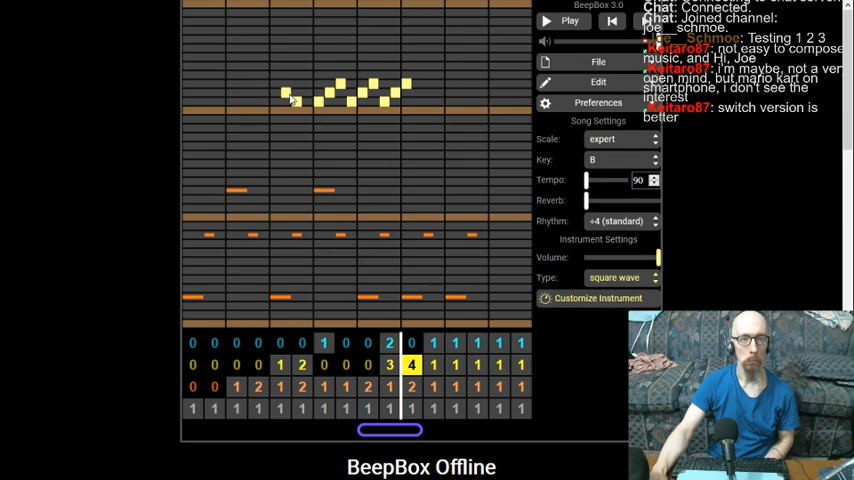 BeepBox 3.0
Play
File
Edit
Preferences
Song Settings
Scale: expert
Key: B
Tempo: 90
Reverb:
Rhythm: ÷4 (standard)
Instrument Settings
Volume:
Type: square wave
Customize Instrument
Chat: Connected.
Chat: Joined channel:
joe__schmoe.
Joe__Schmoe: Testing 1 2 3
Keitaro87: not easy to compose
music, and Hi, Joe
Keitaro87: i'm maybe, not a very
open mind, but mario kart on
smartphone, i don't see the
interest
Keitaro87: switch version is
better
0 0 0 0 0 0 1 0 0 2 0 1 1 1 1 1
0 0 0 0 1 2 0 0 0 3 4 1 1 1 1 1
0 0 1 2 1 2 1 1 2 1 2 1 1 1 1 1
1 1 1 1 1 1 1 1 1 1 1 1 1 1 1 1
BeepBox Offline